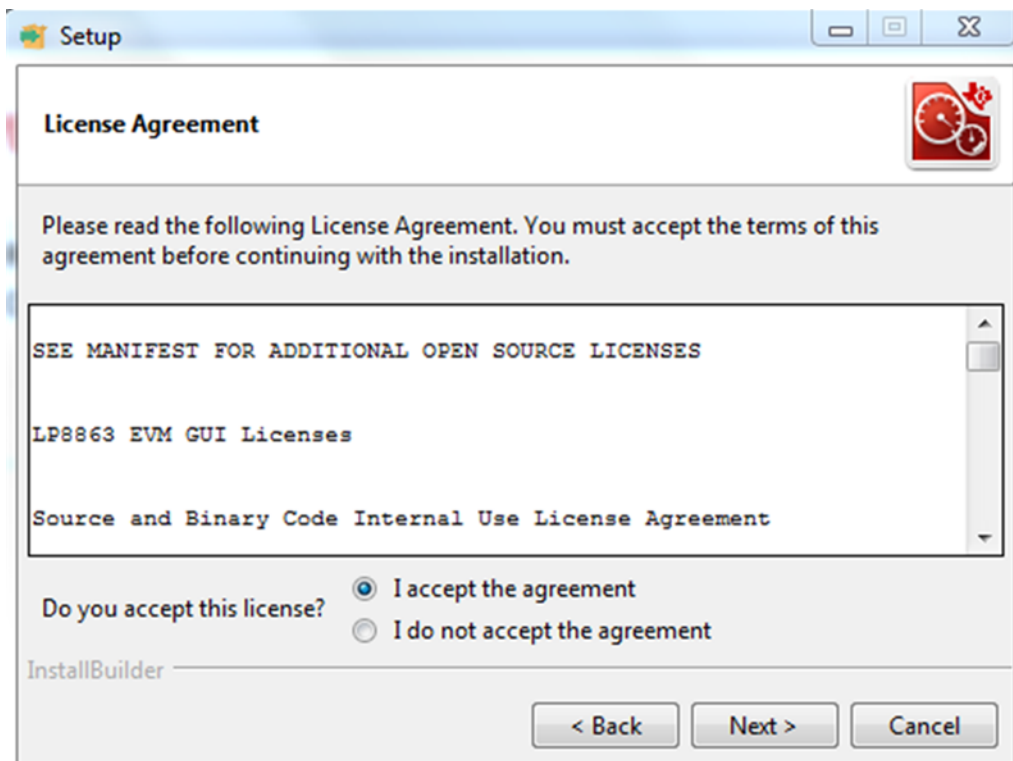 Setup
License Agreement
Please read the following License Agreement. You must accept the terms of this
agreement before continuing with the installation.
SEE MANIFEST FOR ADDITIONAL OPEN SOURCE LICENSES
LP8863 EVM GUI Licenses
Source and Binary Code Internal Use License Agreement
Do you accept this license?
I accept the agreement
I do not accept the agreement
InstallBuilder
< Back Next > Cancel